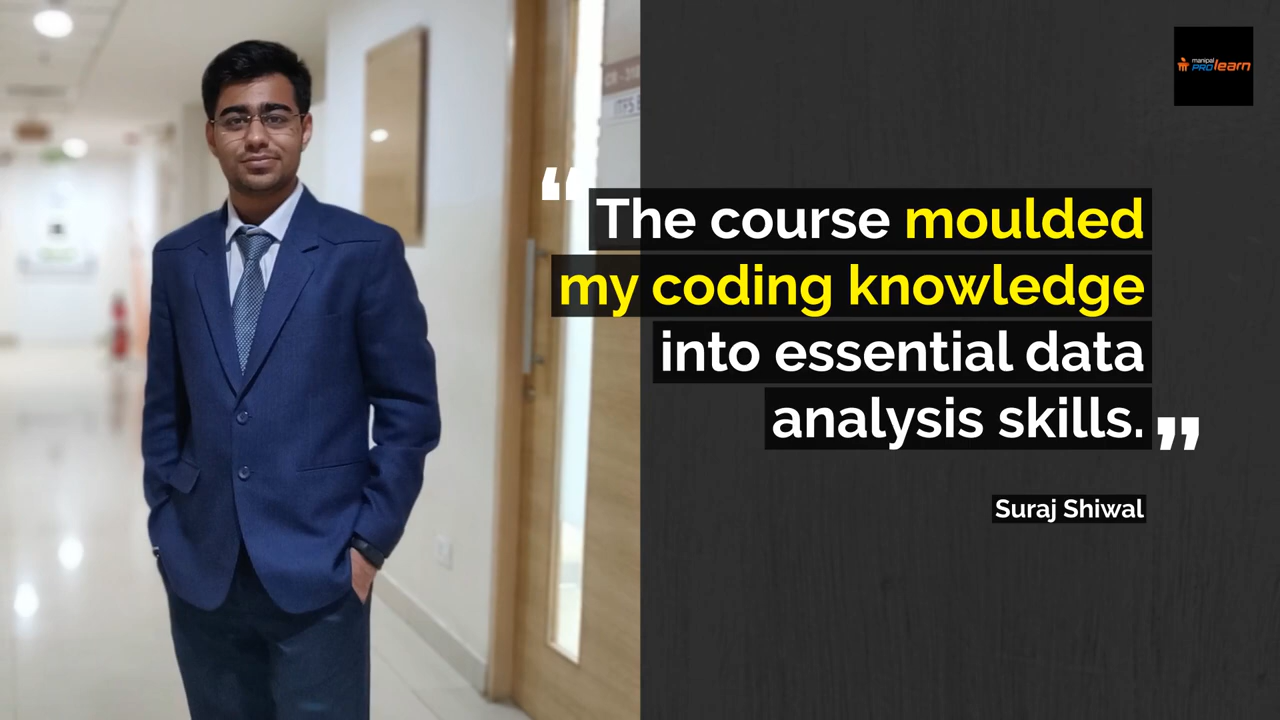 manipal
PROlearn
“The course moulded
my coding knowledge
into essential data
analysis skills.”
Suraj Shiwal